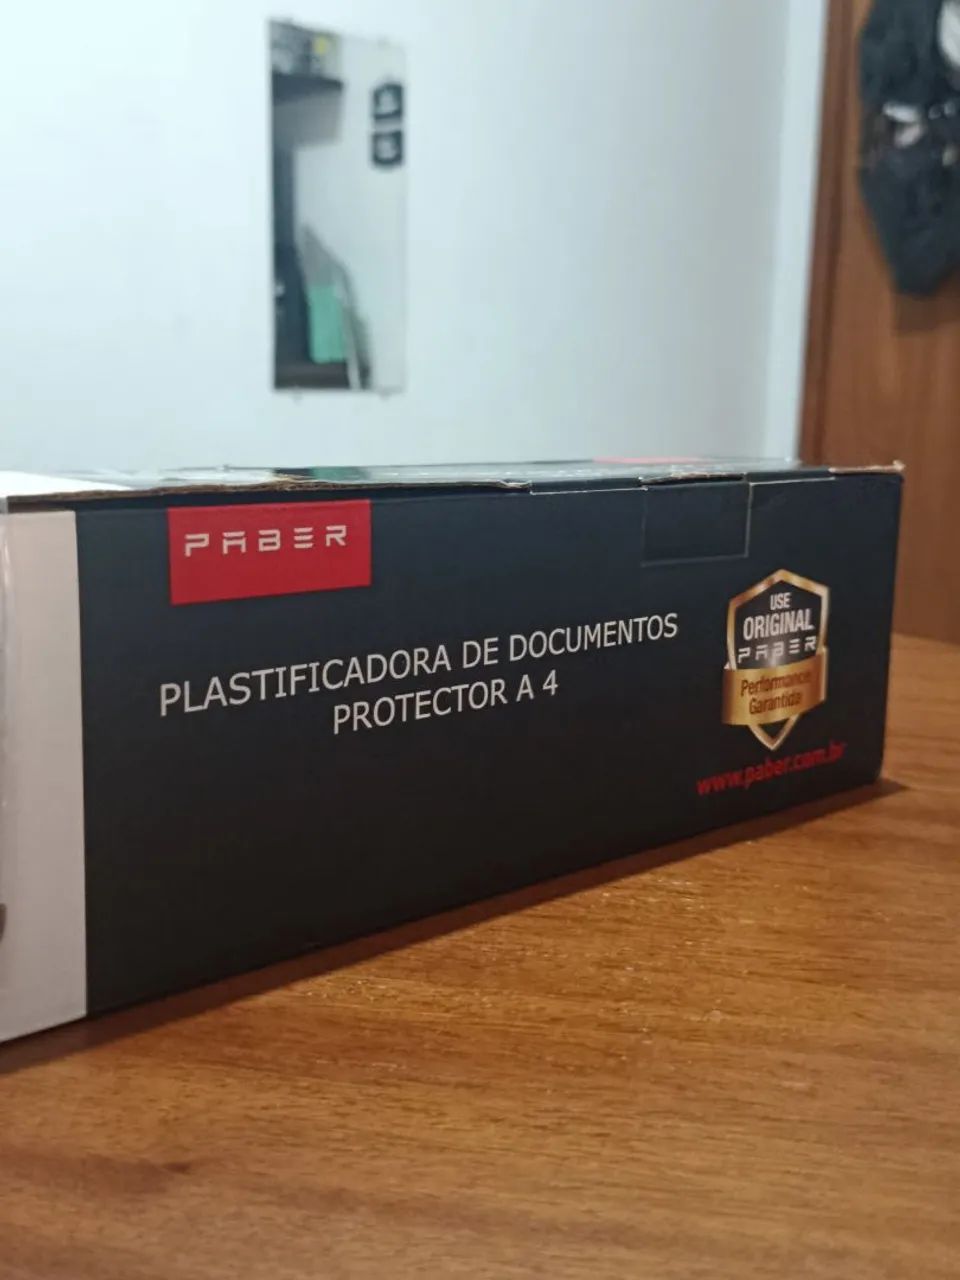 PABER
PLASTIFICADORA DE DOCUMENTOS
PROTECTOR A 4
USE
ORIGINAL
PABER
Performance
Garantida
www.paber.com.br